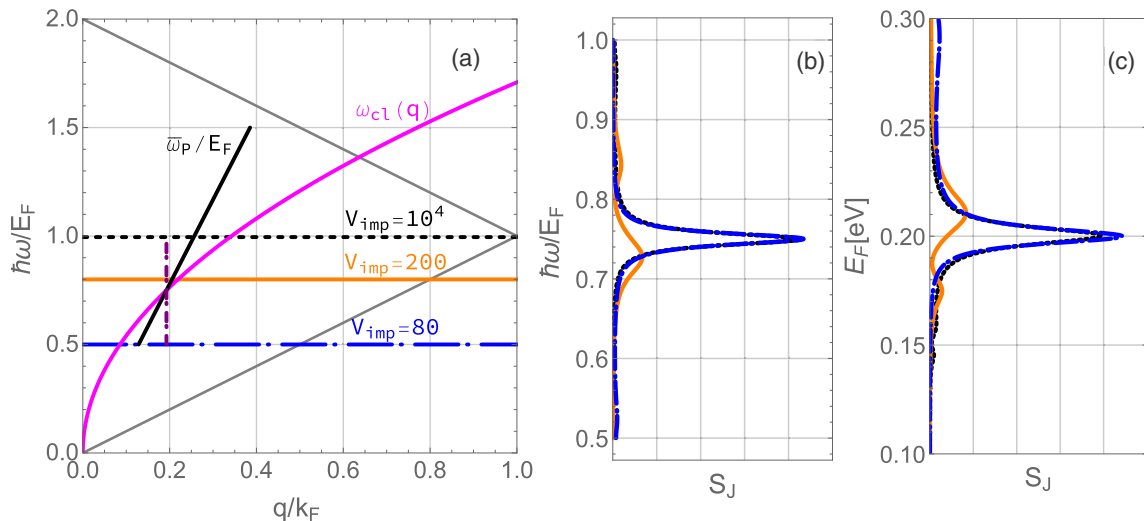 (a)
2.0
1.5
1.0
0.5
0.0
ħω/E_F
ω_cl(q)
ω̅_P/E_F
V_imp=10⁴
V_imp=200
V_imp=80
0.0 0.2 0.4 0.6 0.8 1.0
q/k_F
(b)
1.0
0.9
0.8
0.7
0.6
0.5
ħω/E_F
S_J
(c)
0.30
0.25
0.20
0.15
0.10
E_F[eV]
S_J